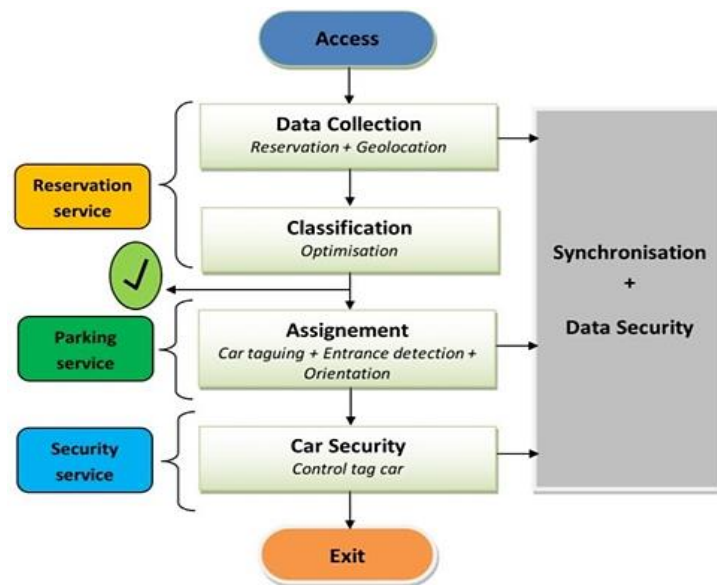 Access
Data Collection
Reservation + Geolocation
Reservation
service
Classification
Optimisation
Synchronisation
+
Data Security
Parking
service
Assignement
Car taguing + Entrance detection +
Orientation
Security
service
Car Security
Control tag car
Exit